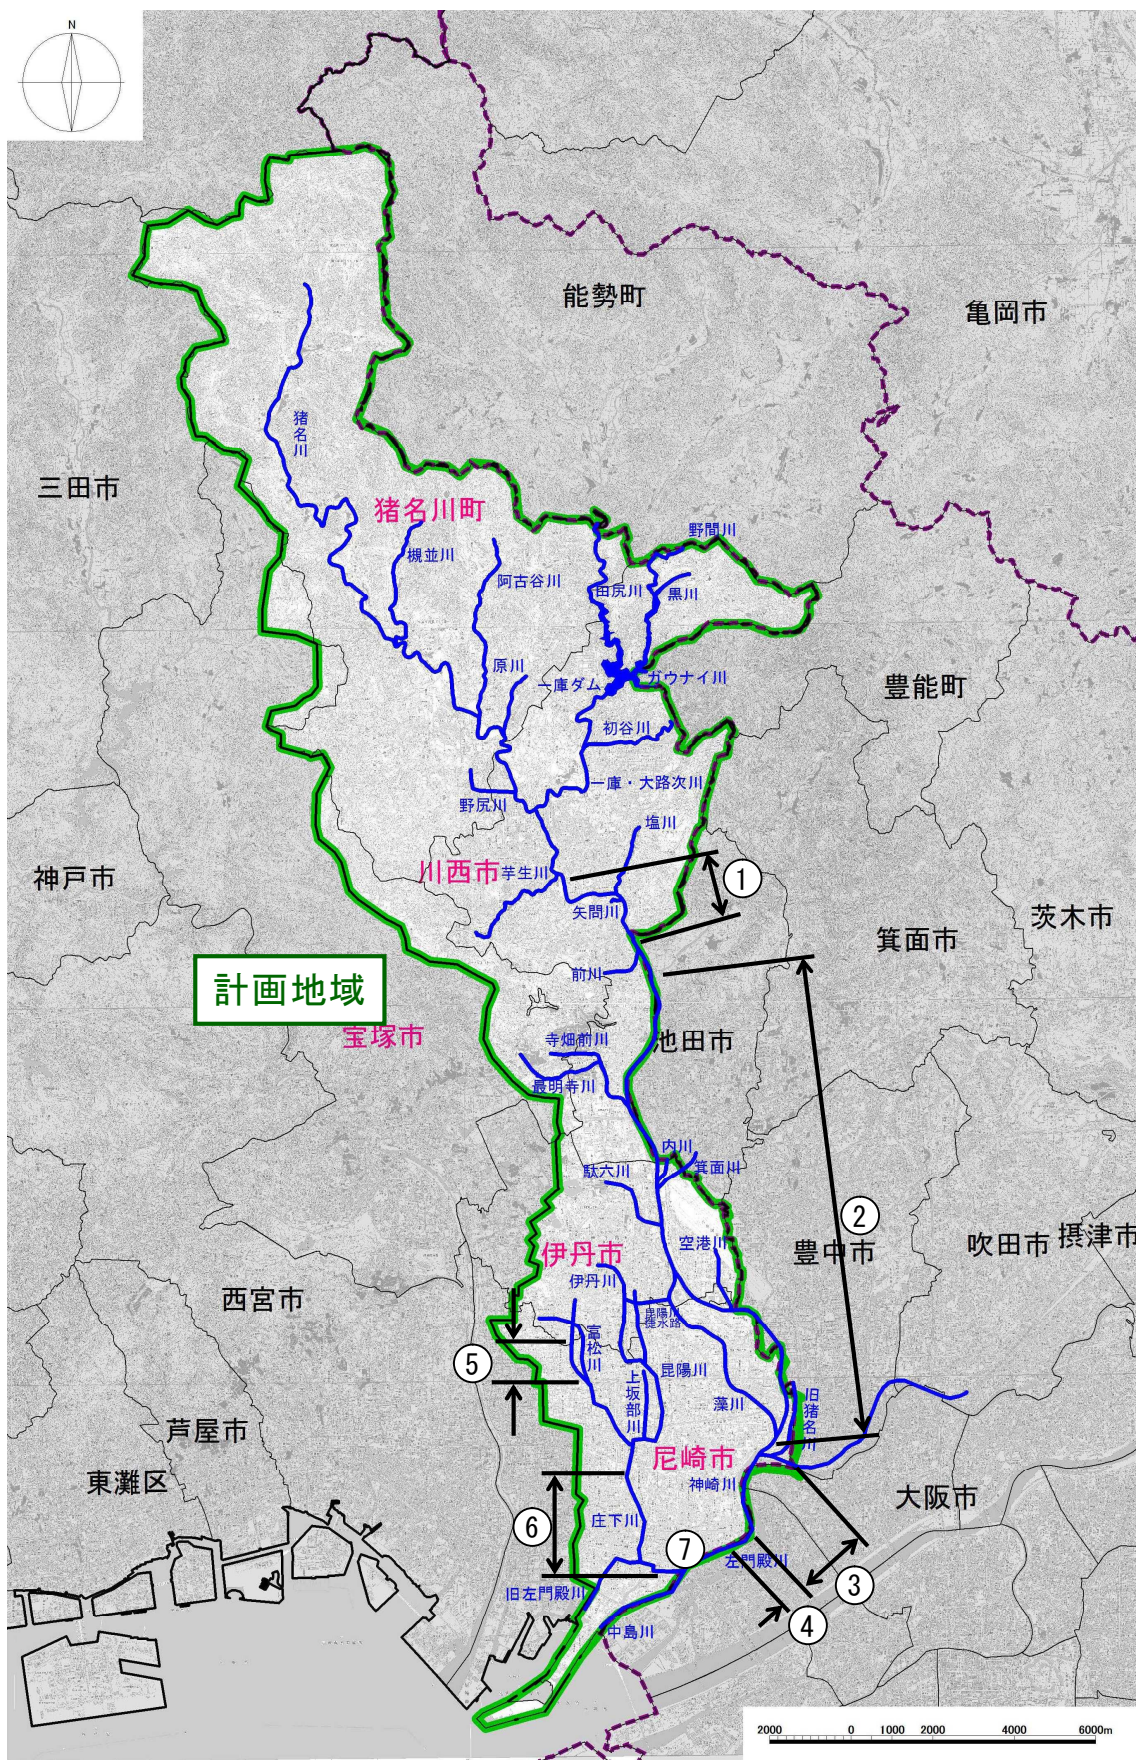 N
能勢町
亀岡市
猪名川
三田市
猪名川町
野間川
槻並川
阿古谷川
田尻川
黒川
原川
一庫ダム
ガウナイ川
豊能町
初谷川
一庫・大路次川
野尻川
塩川
川西市
芋生川
①
神戸市
矢問川
茨木市
箕面市
前川
計画地域
宝塚市
寺畑前川
池田市
最明寺川
内川
箕面川
駄六川
②
伊丹市
空港川
豊中市
吹田市
摂津市
伊丹川
西宮市
昆陽川
捷水路
富松川
⑤
昆陽川
上坂部川
藻川
旧猪名川
芦屋市
尼崎市
東灘区
神崎川
大阪市
⑥
庄下川
⑦
左門殿川
③
旧左門殿川
④
中島川
2000 0 1000 2000 4000 6000m